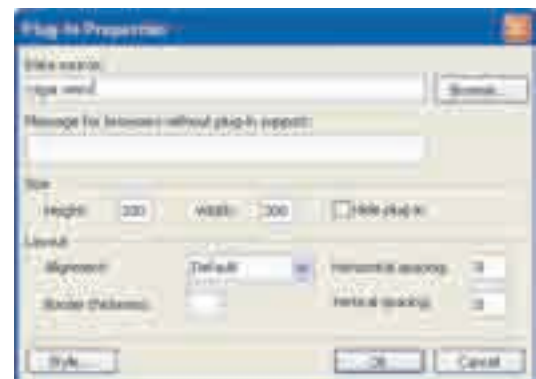 Plug-In Properties
Data source:
Browse...
Message for browsers without plug-in support:
Size
Height: 200 Width: 200 Hide plug-in
Layout
Alignment: Default Horizontal spacing: 0
Border thickness: Vertical spacing: 0
Style... OK Cancel